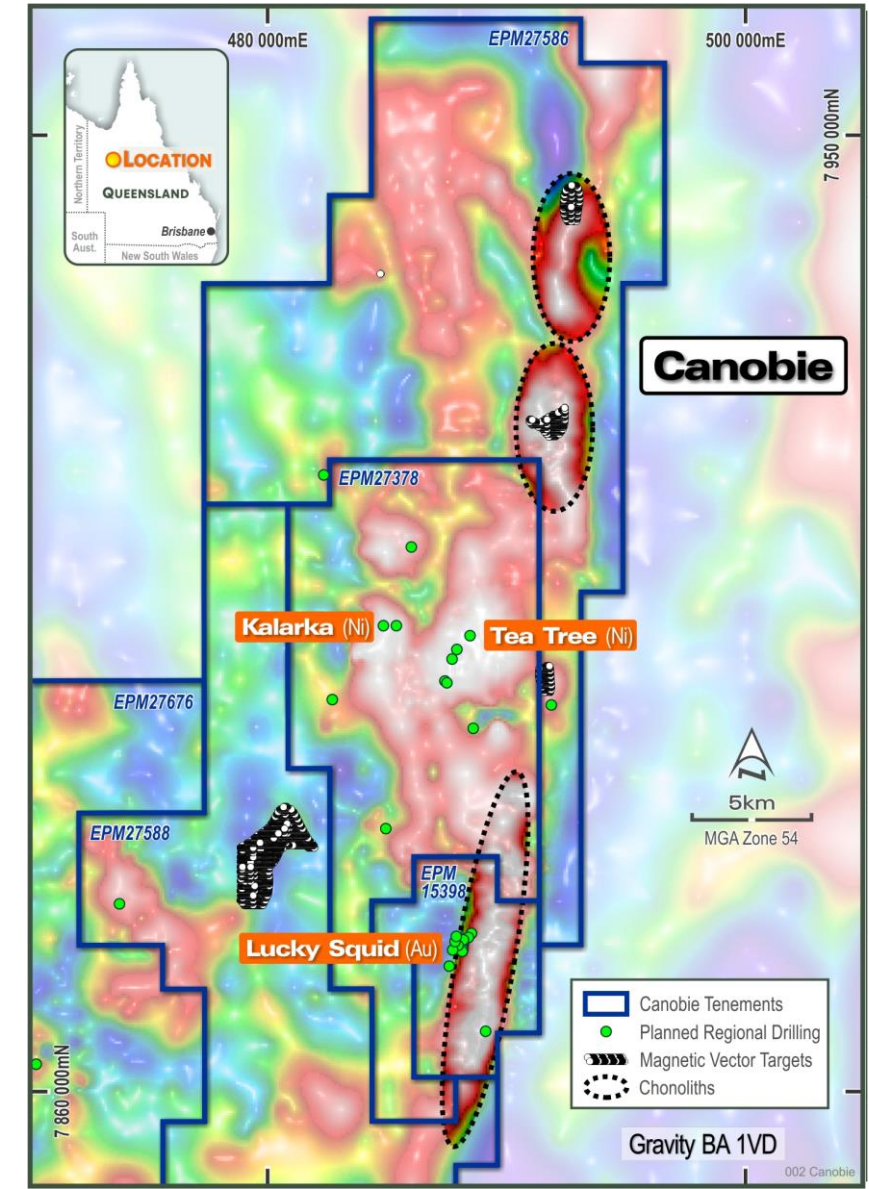 480 000mE
500 000mE
EPM27586
7 950 000mN
Northern Territory
LOCATION
QUEENSLAND
Brisbane
South
Aust.
New South Wales
Canobie
EPM27378
Kalarka (Ni)
Tea Tree (Ni)
EPM27676
N
5km
MGA Zone 54
EPM27588
EPM
15398
Lucky Squid (Au)
Canobie Tenements
Planned Regional Drilling
Magnetic Vector Targets
Chonoliths
7 860 000mN
Gravity BA 1VD
002 Canobie